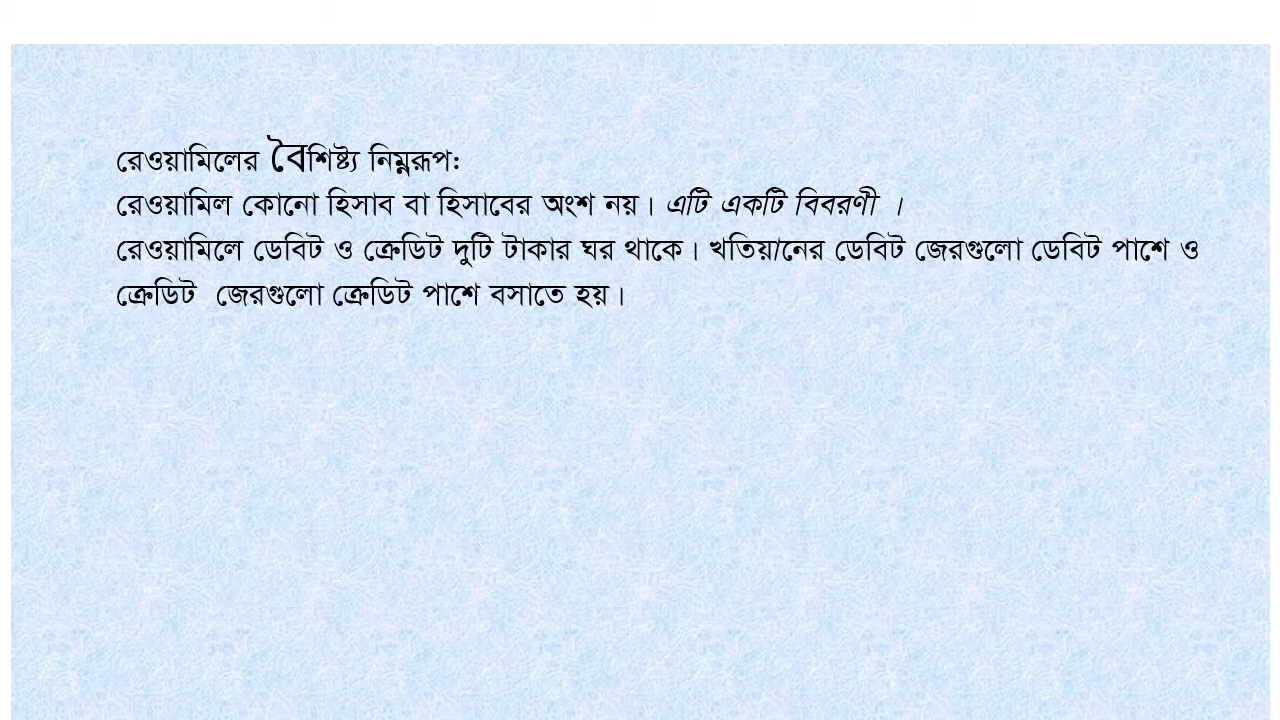 রেওয়ামিলের বৈশিষ্ট্য নিম্নরূপ:
রেওয়ামিল কোনো হিসাব বা হিসাবের অংশ নয়। এটি একটি বিবরণী ।
রেওয়ামিলে ডেবিট ও ক্রেডিট দুটি টাকার ঘর থাকে। খতিয়ানের ডেবিট জেরগুলো ডেবিট পাশে ও
ক্রেডিট জেরগুলো ক্রেডিট পাশে বসাতে হয়।